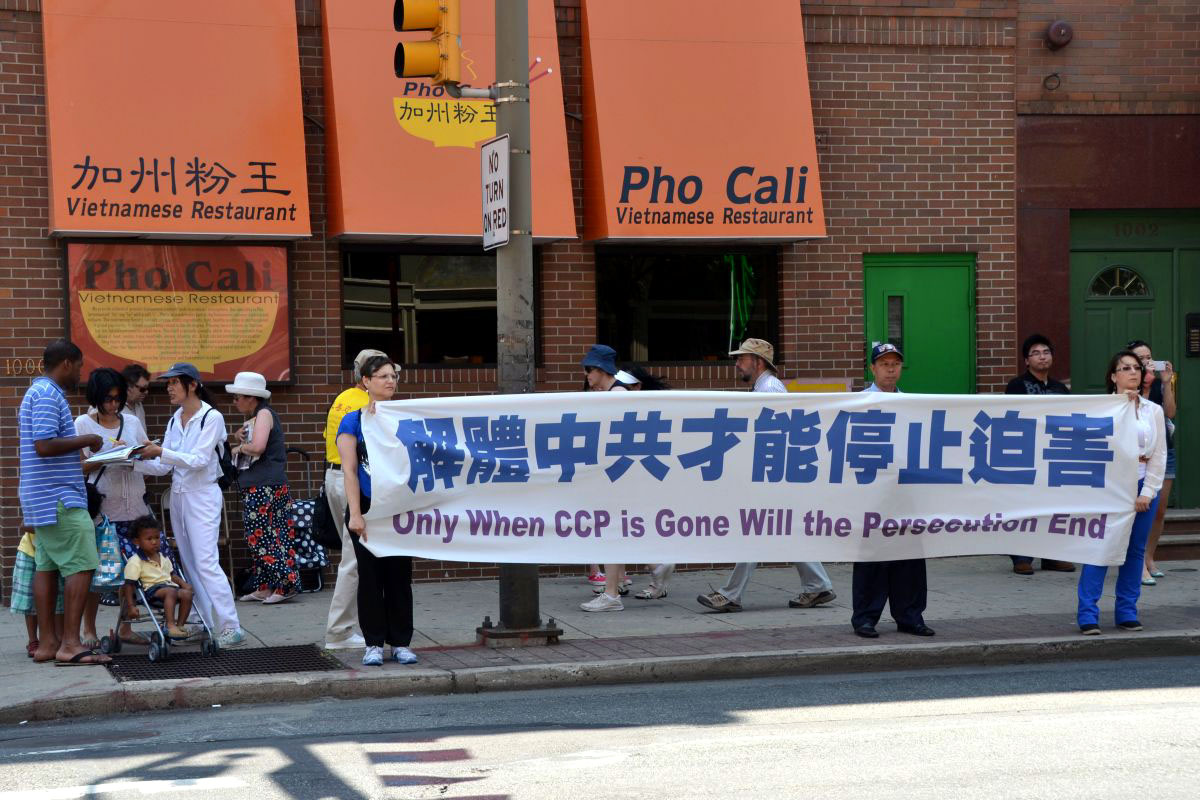 加州粉王
Vietnamese Restaurant
Pho
加州粉王
Pho Cali
Vietnamese Restaurant
NO
TURN
ON RED
Pho Cali
Vietnamese Restaurant
1002
解體中共才能停止迫害
Only When CCP is Gone Will the Persecution End